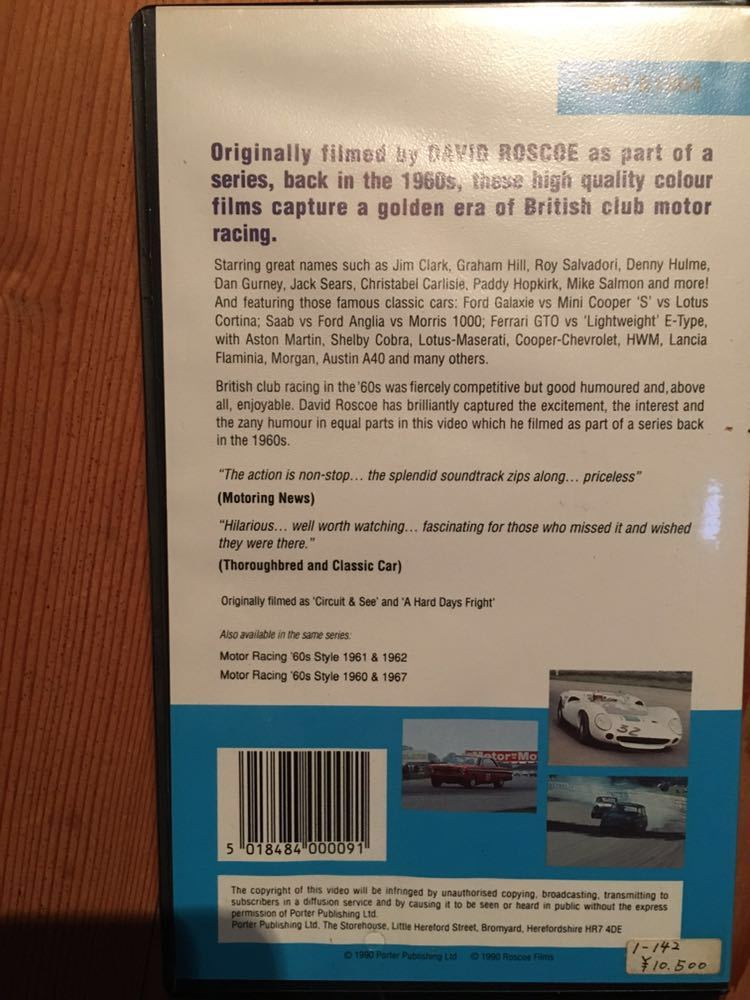 Originally filmed by DAVID ROSCOE as part of a
series, back in the 1960s, these high quality colour
films capture a golden era of British club motor
racing.
Starring great names such as Jim Clark, Graham Hill, Roy Salvadori, Denny Hulme,
Dan Gurney, Jack Sears, Christabel Carlisle, Paddy Hopkirk, Mike Salmon and more!
And featuring those famous classic cars: Ford Galaxie vs Mini Cooper ‘S’ vs Lotus
Cortina; Saab vs Ford Anglia vs Morris 1000; Ferrari GTO vs ‘Lightweight’ E-Type,
with Aston Martin, Shelby Cobra, Lotus-Maserati, Cooper-Chevrolet, HWM, Lancia
Flaminia, Morgan, Austin A40 and many others.
British club racing in the ’60s was fiercely competitive but good humoured and, above
all, enjoyable. David Roscoe has brilliantly captured the excitement, the interest and
the zany humour in equal parts in this video which he filmed as part of a series back
in the 1960s.
“The action is non-stop... the splendid soundtrack zips along... priceless”
(Motoring News)
“Hilarious... well worth watching... fascinating for those who missed it and wished
they were there.”
(Thoroughbred and Classic Car)
Originally filmed as ‘Circuit & See’ and ‘A Hard Days Fright’
Also available in the same series:
Motor Racing ’60s Style 1961 & 1962
Motor Racing ’60s Style 1960 & 1967
Motor Mo
32
5 018484 000091
The copyright of this video will be infringed by unauthorised copying, broadcasting, transmitting to
subscribers in a diffusion service and by causing it to be seen or heard in public without the express
permission of Porter Publishing Ltd.
Porter Publishing Ltd, The Storehouse, Little Hereford Street, Bromyard, Herefordshire HR7 4DE
© 1990 Porter Publishing Ltd © 1990 Roscoe Films
1-142
¥10.500